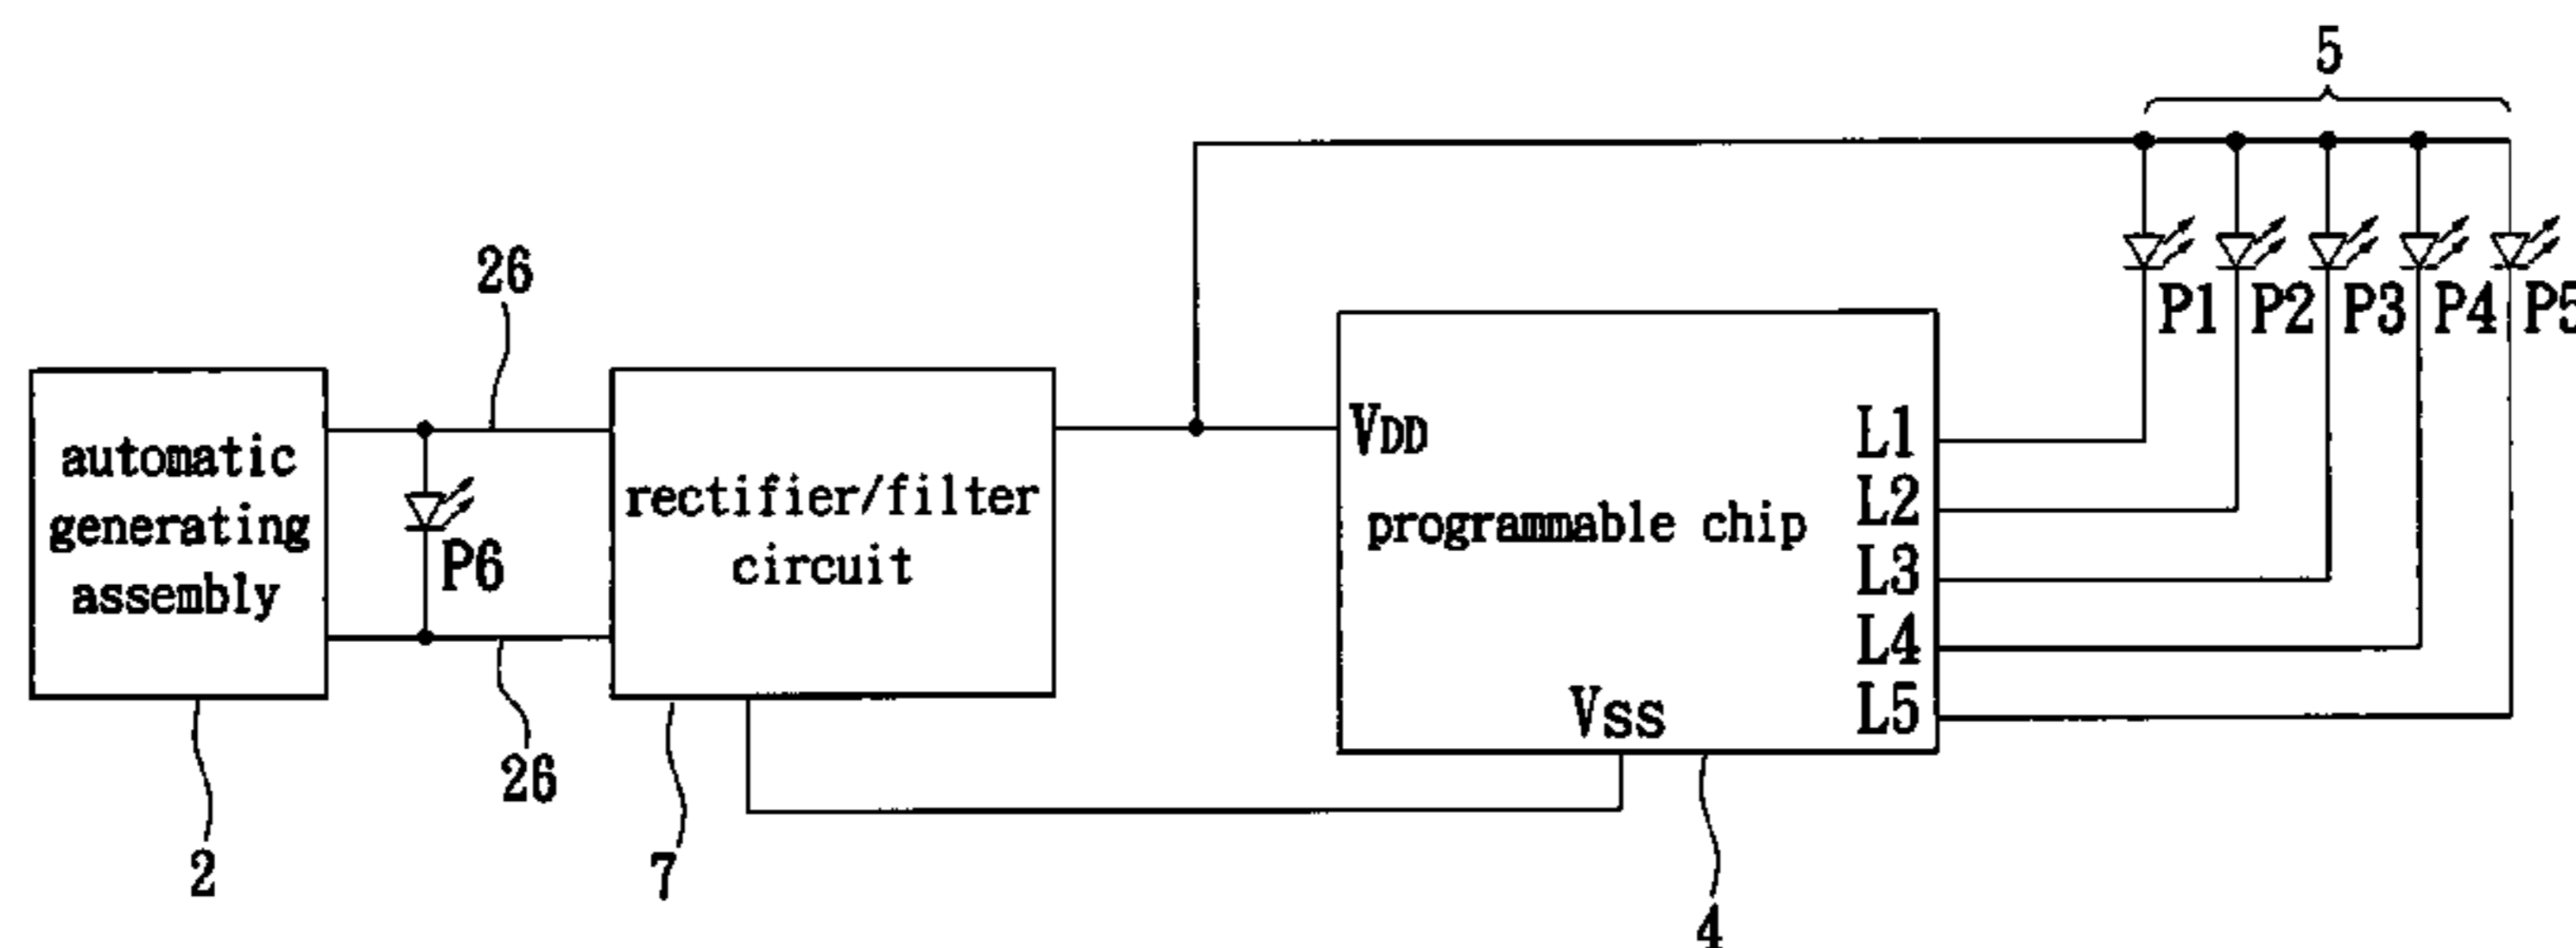 5
26
P1
P2
P3
P4
P5
automatic
generating
assembly
P6
rectifier/filter
circuit
VDD
programmable chip
VSS
L1
L2
L3
L4
L5
26
2
7
4